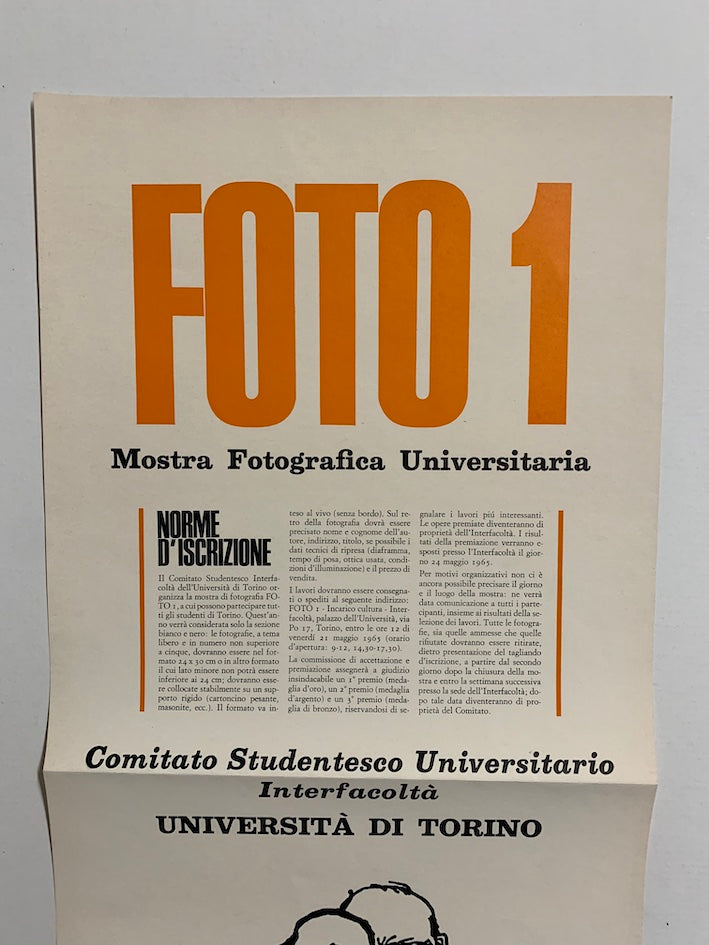 FOTO 1
Mostra Fotografica Universitaria
NORME
D'ISCRIZIONE
Il Comitato Studentesco Interfa-
coltà dell'Università di Torino or-
ganizza la mostra di fotografia FO-
TO 1, a cui possono partecipare tut-
ti gli studenti di Torino. Quest'an-
no verrà considerata solo la sezione
bianco e nero: le fotografie, a tema
libero e in numero non superiore
a cinque, dovranno essere nel for-
mato 24 x 30 cm o in altro formato
il cui lato minore non potrà essere
inferiore ai 24 cm; dovranno esse-
re collocate stabilmente su un sup-
porto rigido (cartoncino pesante,
masonite, ecc.). Il formato va in-
teso al vivo (senza bordo). Sul re-
tro della fotografia dovrà essere
precisato nome e cognome dell'au-
tore, indirizzo, titolo, se possibile i
dati tecnici di ripresa (diaframma,
tempo di posa, ottica usata, condi-
zioni d'illuminazione) e il prezzo di
vendita.
I lavori dovranno essere consegna-
ti o spediti al seguente indirizzo:
FOTO 1 - Incarico cultura - Inter-
facoltà, palazzo dell'Università, via
Po 17, Torino, entro le ore 12 di
venerdí 21 maggio 1965 (orario
d'apertura: 9-12, 14,30-17,30).
La commissione di accettazione e
premiazione assegnerà a giudizio
insindacabile un 1° premio (meda-
glia d'oro), un 2° premio (medaglia
d'argento) e un 3° premio (meda-
glia di bronzo), riservandosi di se-
gnalare i lavori piú interessanti.
Le opere premiate diventeranno di
proprietà dell'Interfacoltà. I risul-
tati della premiazione verranno e-
sposti presso l'Interfacoltà il gior-
no 24 maggio 1965.
Per motivi organizzativi non ci è
ancora possibile precisare il giorno
e il luogo della mostra: ne verrà
data comunicazione a tutti i parte-
cipanti, insieme ai risultati della se-
lezione dei lavori. Tutte le fotogra-
fie, sia quelle ammesse che quelle
rifiutate dovranno essere ritirate,
dietro presentazione del tagliando
d'iscrizione, a partire dal secondo
giorno dopo la chiusura della mo-
stra e entro la settimana successiva
presso la sede dell'Interfacoltà; do-
po tale data diventeranno di pro-
prietà del Comitato.
Comitato Studentesco Universitario
Interfacoltà
UNIVERSITÀ DI TORINO